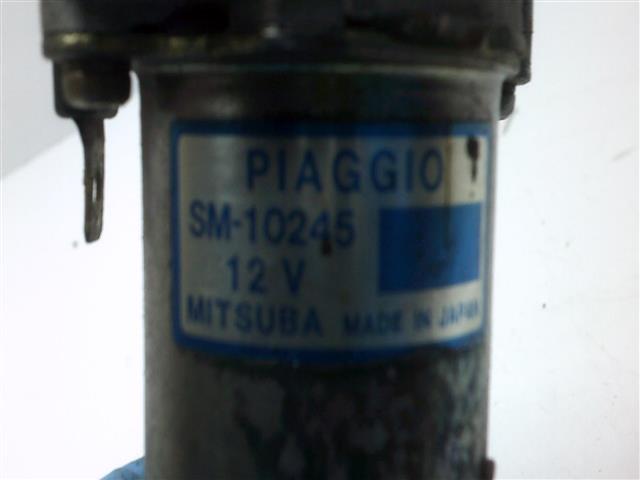 PIAGGIO
SM-10245
12 V
MITSUBA MADE IN JAPAN